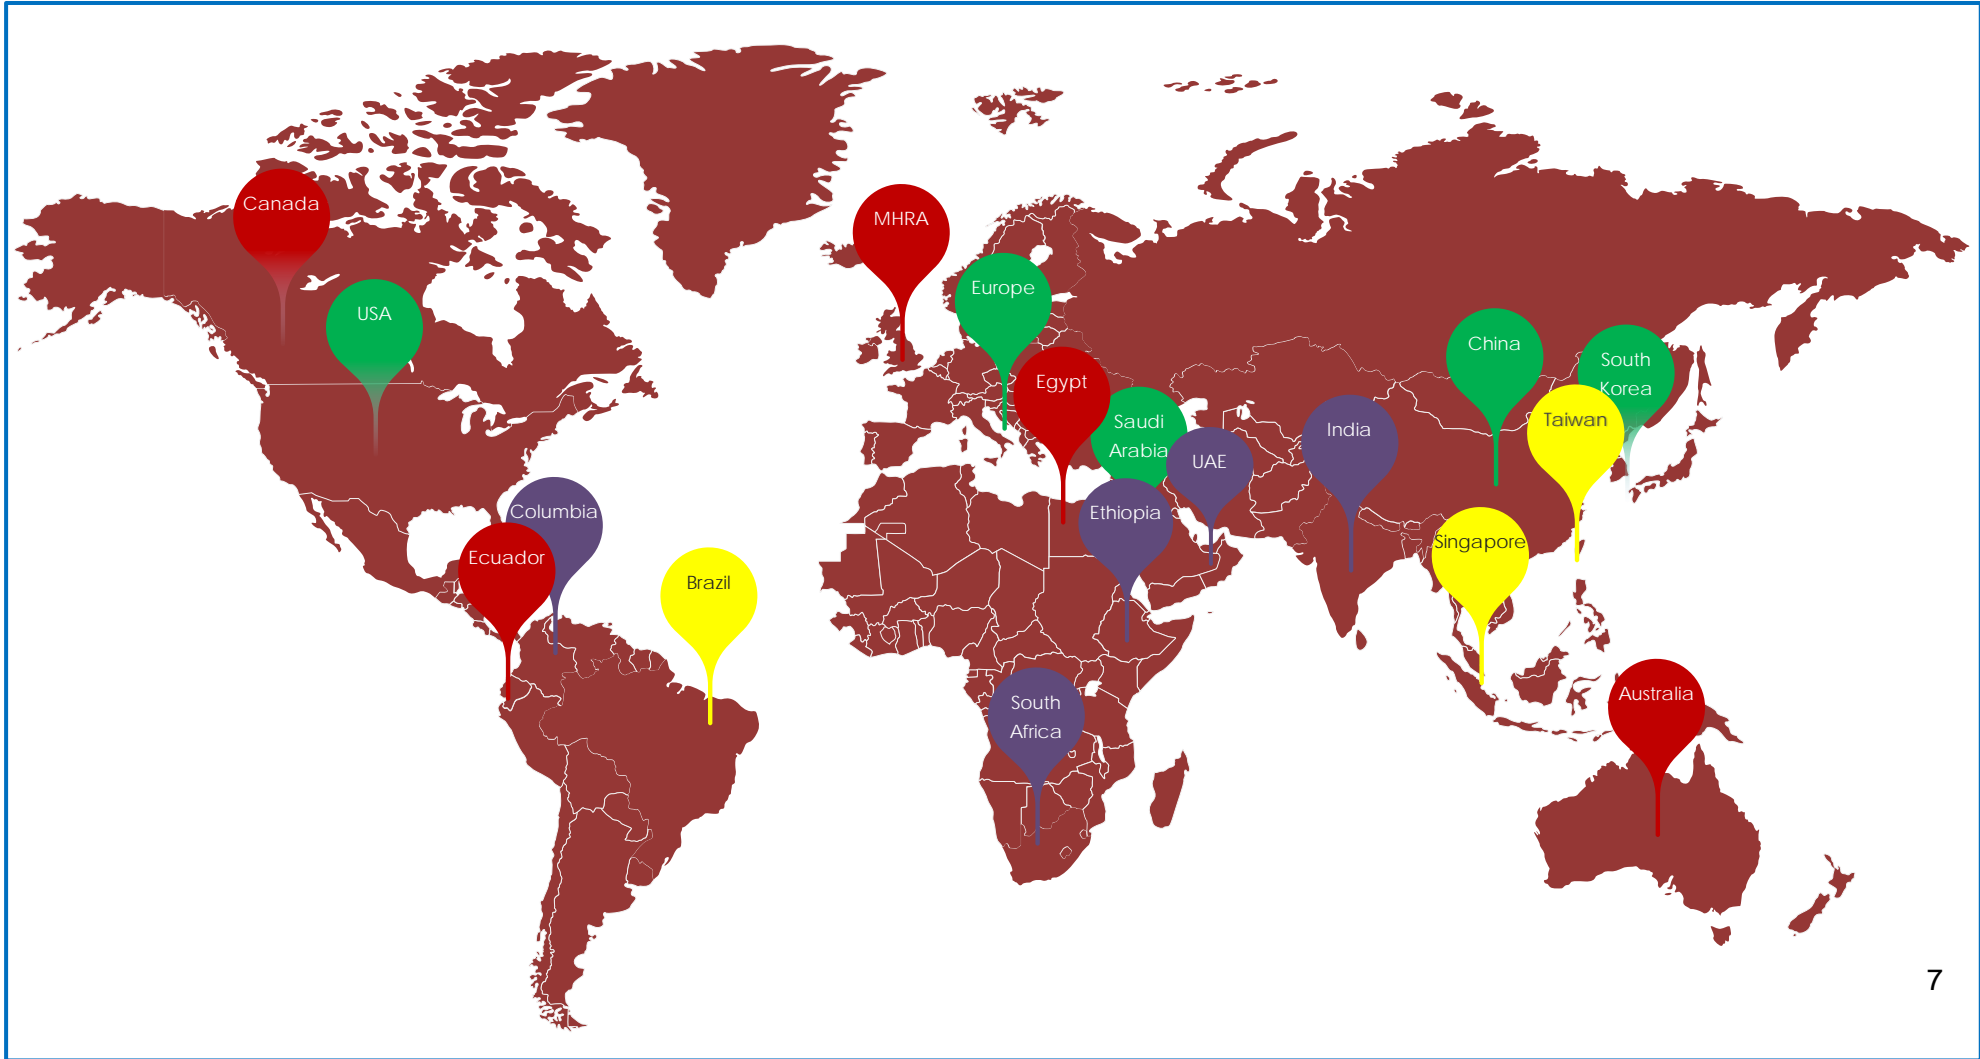 Canada
MHRA
Europe
USA
China
South
Korea
Egypt
Saudi
Arabia
Taiwan
India
UAE
Columbia
Ethiopia
Singapore
Ecuador
Brazil
South
Africa
Australia
7